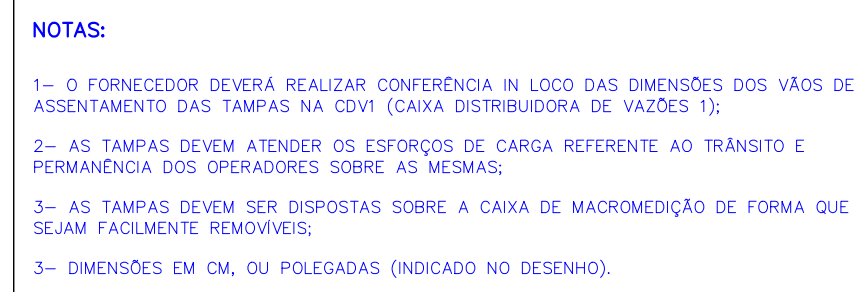 NOTAS:
1– O FORNECEDOR DEVERÁ REALIZAR CONFERÊNCIA IN LOCO DAS DIMENSÕES DOS VÃOS DE
ASSENTAMENTO DAS TAMPAS NA CDV1 (CAIXA DISTRIBUIDORA DE VAZÕES 1);
2– AS TAMPAS DEVEM ATENDER OS ESFORÇOS DE CARGA REFERENTE AO TRÂNSITO E
PERMANÊNCIA DOS OPERADORES SOBRE AS MESMAS;
3– AS TAMPAS DEVEM SER DISPOSTAS SOBRE A CAIXA DE MACROMEDIÇÃO DE FORMA QUE
SEJAM FACILMENTE REMOVÍVEIS;
3– DIMENSÕES EM CM, OU POLEGADAS (INDICADO NO DESENHO).